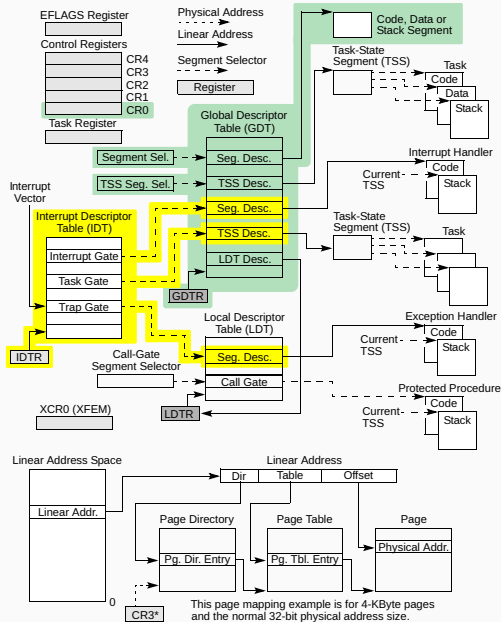 EFLAGS Register
Control Registers
CR4
CR3
CR2
CR1
CR0
Task Register
Physical Address
Linear Address
Segment Selector
Register
Code, Data or
Stack Segment
Task-State
Segment (TSS)
Task
Code
Data
Stack
Global Descriptor
Table (GDT)
Segment Sel.
Seg. Desc.
TSS Seg. Sel.
TSS Desc.
Interrupt Handler
Code
Current
TSS
Stack
Interrupt
Vector
Interrupt Descriptor
Table (IDT)
Seg. Desc.
Interrupt Gate
TSS Desc.
Task-State
Segment (TSS)
Task
Task Gate
LDT Desc.
Trap Gate
GDTR
IDTR
Local Descriptor
Table (LDT)
Exception Handler
Code
Current
TSS
Stack
Call-Gate
Segment Selector
Seg. Desc.
Call Gate
Protected Procedure
Code
Current
TSS
Stack
XCR0 (XFEM)
LDTR
Linear Address Space
Linear Address
Dir
Table
Offset
Linear Addr.
Page Directory
Page Table
Page
Physical Addr.
Pg. Dir. Entry
Pg. Tbl. Entry
0
CR3*
This page mapping example is for 4-KByte pages
and the normal 32-bit physical address size.